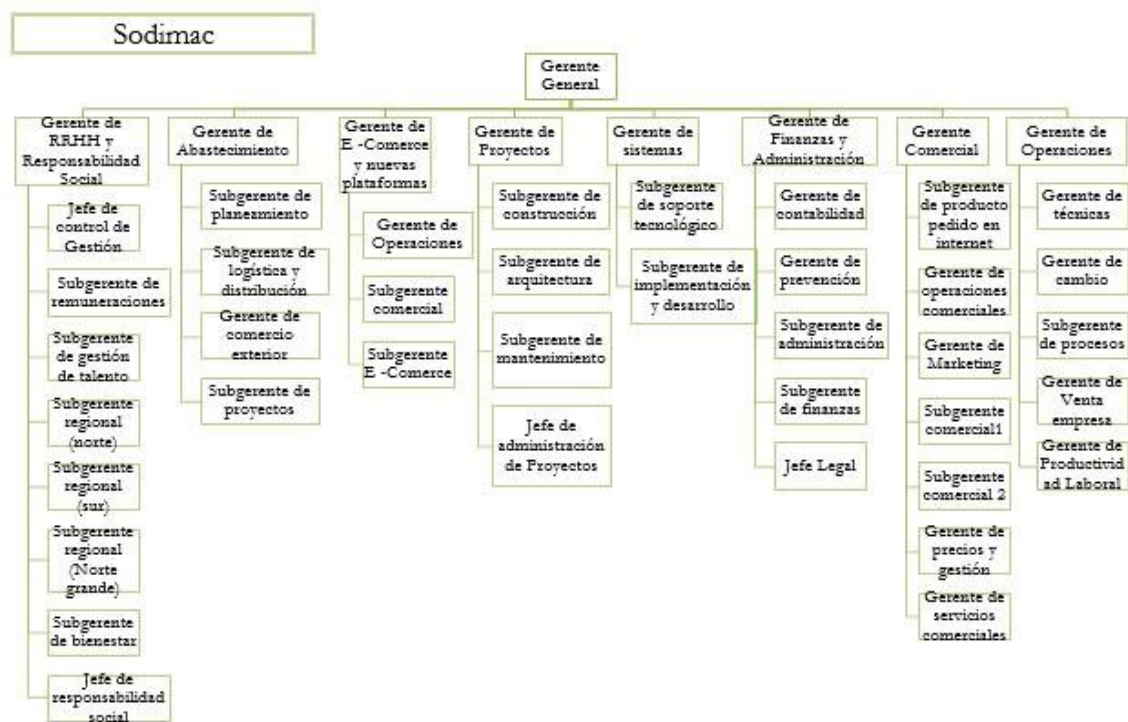 Sodimac
Gerente
General
Gerente de
RRHH y
Responsabilidad
Social
Jefe de
control de
Gestión
Subgerente de
remuneraciones
Subgerente
de gestión
de talento
Subgerente
regional
(norte)
Subgerente
regional
(sur)
Subgerente
regional
(Norte
grande)
Subgerente
de bienestar
Jefe de
responsabilidad
social
Gerente de
Abastecimiento
Subgerente
de
planeamiento
Subgerente de
logística y
distribución
Gerente de
comercio
exterior
Subgerente de
proyectos
Gerente de
E -Comerce
y nuevas
plataformas
Gerente de
Operaciones
Subgerente
comercial
Subgerente
E -Comerce
Gerente de
Proyectos
Subgerente de
construcción
Subgerente de
arquitectura
Subgerente de
mantenimiento
Jefe de
administración
de Proyectos
Gerente de
sistemas
Subgerente
de soporte
tecnológico
Subgerente de
implementación
y desarrollo
Gerente de
Finanzas y
Administración
Gerente de
contabilidad
Gerente de
prevención
Subgerente de
administración
Subgerente
de finanzas
Jefe Legal
Gerente
Comercial
Subgerente
de producto
pedido en
internet
Gerente de
operaciones
comerciales
Gerente de
Marketing
Subgerente
comercial1
Subgerente
comercial 2
Gerente de
precios y
gestión
Gerente de
servicios
comerciales
Gerente de
Operaciones
Gerente de
técnicas
Gerente de
cambio
Subgerente
de procesos
Gerente de
Venta
empresa
Gerente de
Productivid
ad Laboral